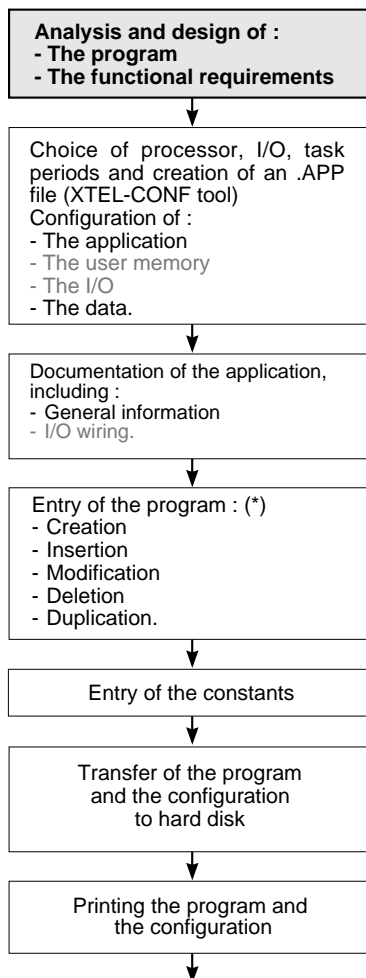 Analysis and design of :
- The program
- The functional requirements
Choice of processor, I/O, task
periods and creation of an .APP
file (XTEL-CONF tool)
Configuration of :
- The application
- The user memory
- The I/O
- The data.
Documentation of the application,
including :
- General information
- I/O wiring.
Entry of the program : (*)
- Creation
- Insertion
- Modification
- Deletion
- Duplication.
Entry of the constants
Transfer of the program
and the configuration
to hard disk
Printing the program and
the configuration